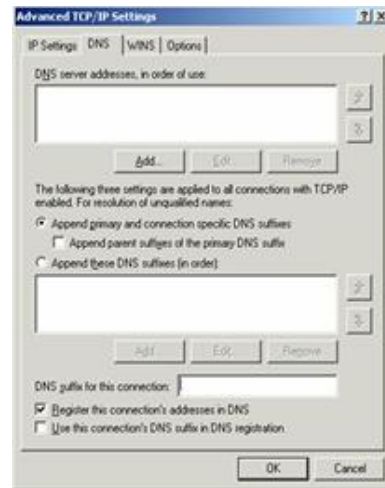 Advanced TCP/IP Settings
IP Settings DNS WINS Options
DNS server addresses, in order of use:
Add... Edit... Remove
The following three settings are applied to all connections with TCP/IP
enabled. For resolution of unqualified names:
Append primary and connection specific DNS suffixes
Append parent suffixes of the primary DNS suffix
Append these DNS suffixes (in order):
Add... Edit... Remove
DNS suffix for this connection:
Register this connection's addresses in DNS
Use this connection's DNS suffix in DNS registration
OK Cancel